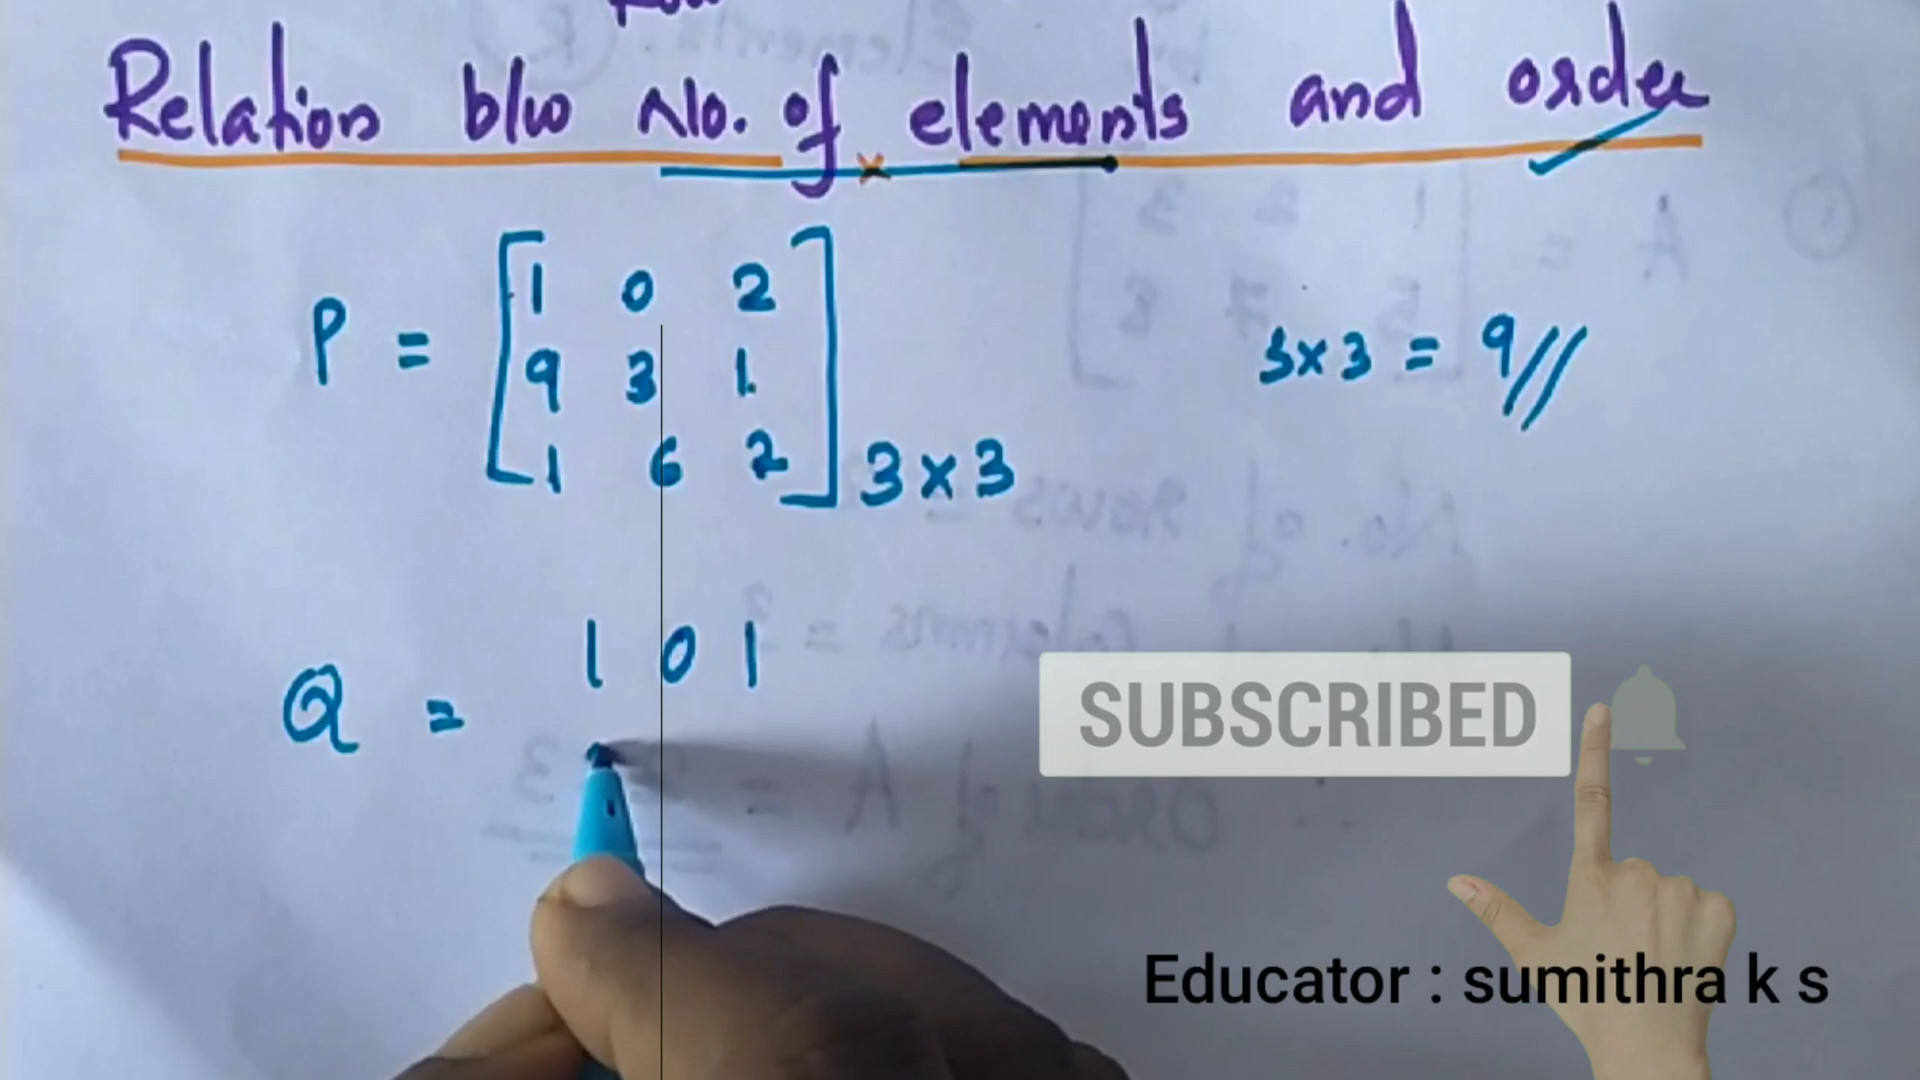 Relation b/w No. of elements and order
P = [1 0 2
9 3 1
1 6 2] 3×3
3×3 = 9//
Q = 1 0 1
SUBSCRIBED
Educator : sumithra k s